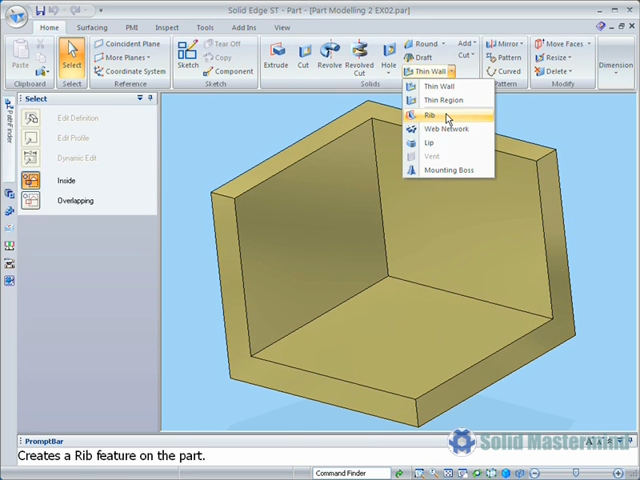 Solid Edge ST - Part - [Part Modelling 2 EX02.par]
Home Surfacing PMI Inspect Tools Add Ins View
Paste
Clipboard
Select
Select
Coincident Plane
More Planes
Coordinate System
Reference
Tear Off
Copy
Component
Sketch
Extrude
Cut
Revolve
Revolved Cut
Hole
Round
Draft
Thin Wall
Add
Cut
Solids
Mirror
Pattern
Curved
Pattern
Move Faces
Resize
Delete
Modify
Dimension
Thin Wall
Thin Region
Rib
Web Network
Lip
Vent
Mounting Boss
PathFinder
Select
Edit Definition
Edit Profile
Dynamic Edit
Inside
Overlapping
PromptBar
Creates a Rib feature on the part.
Solid Mastermind
Command Finder